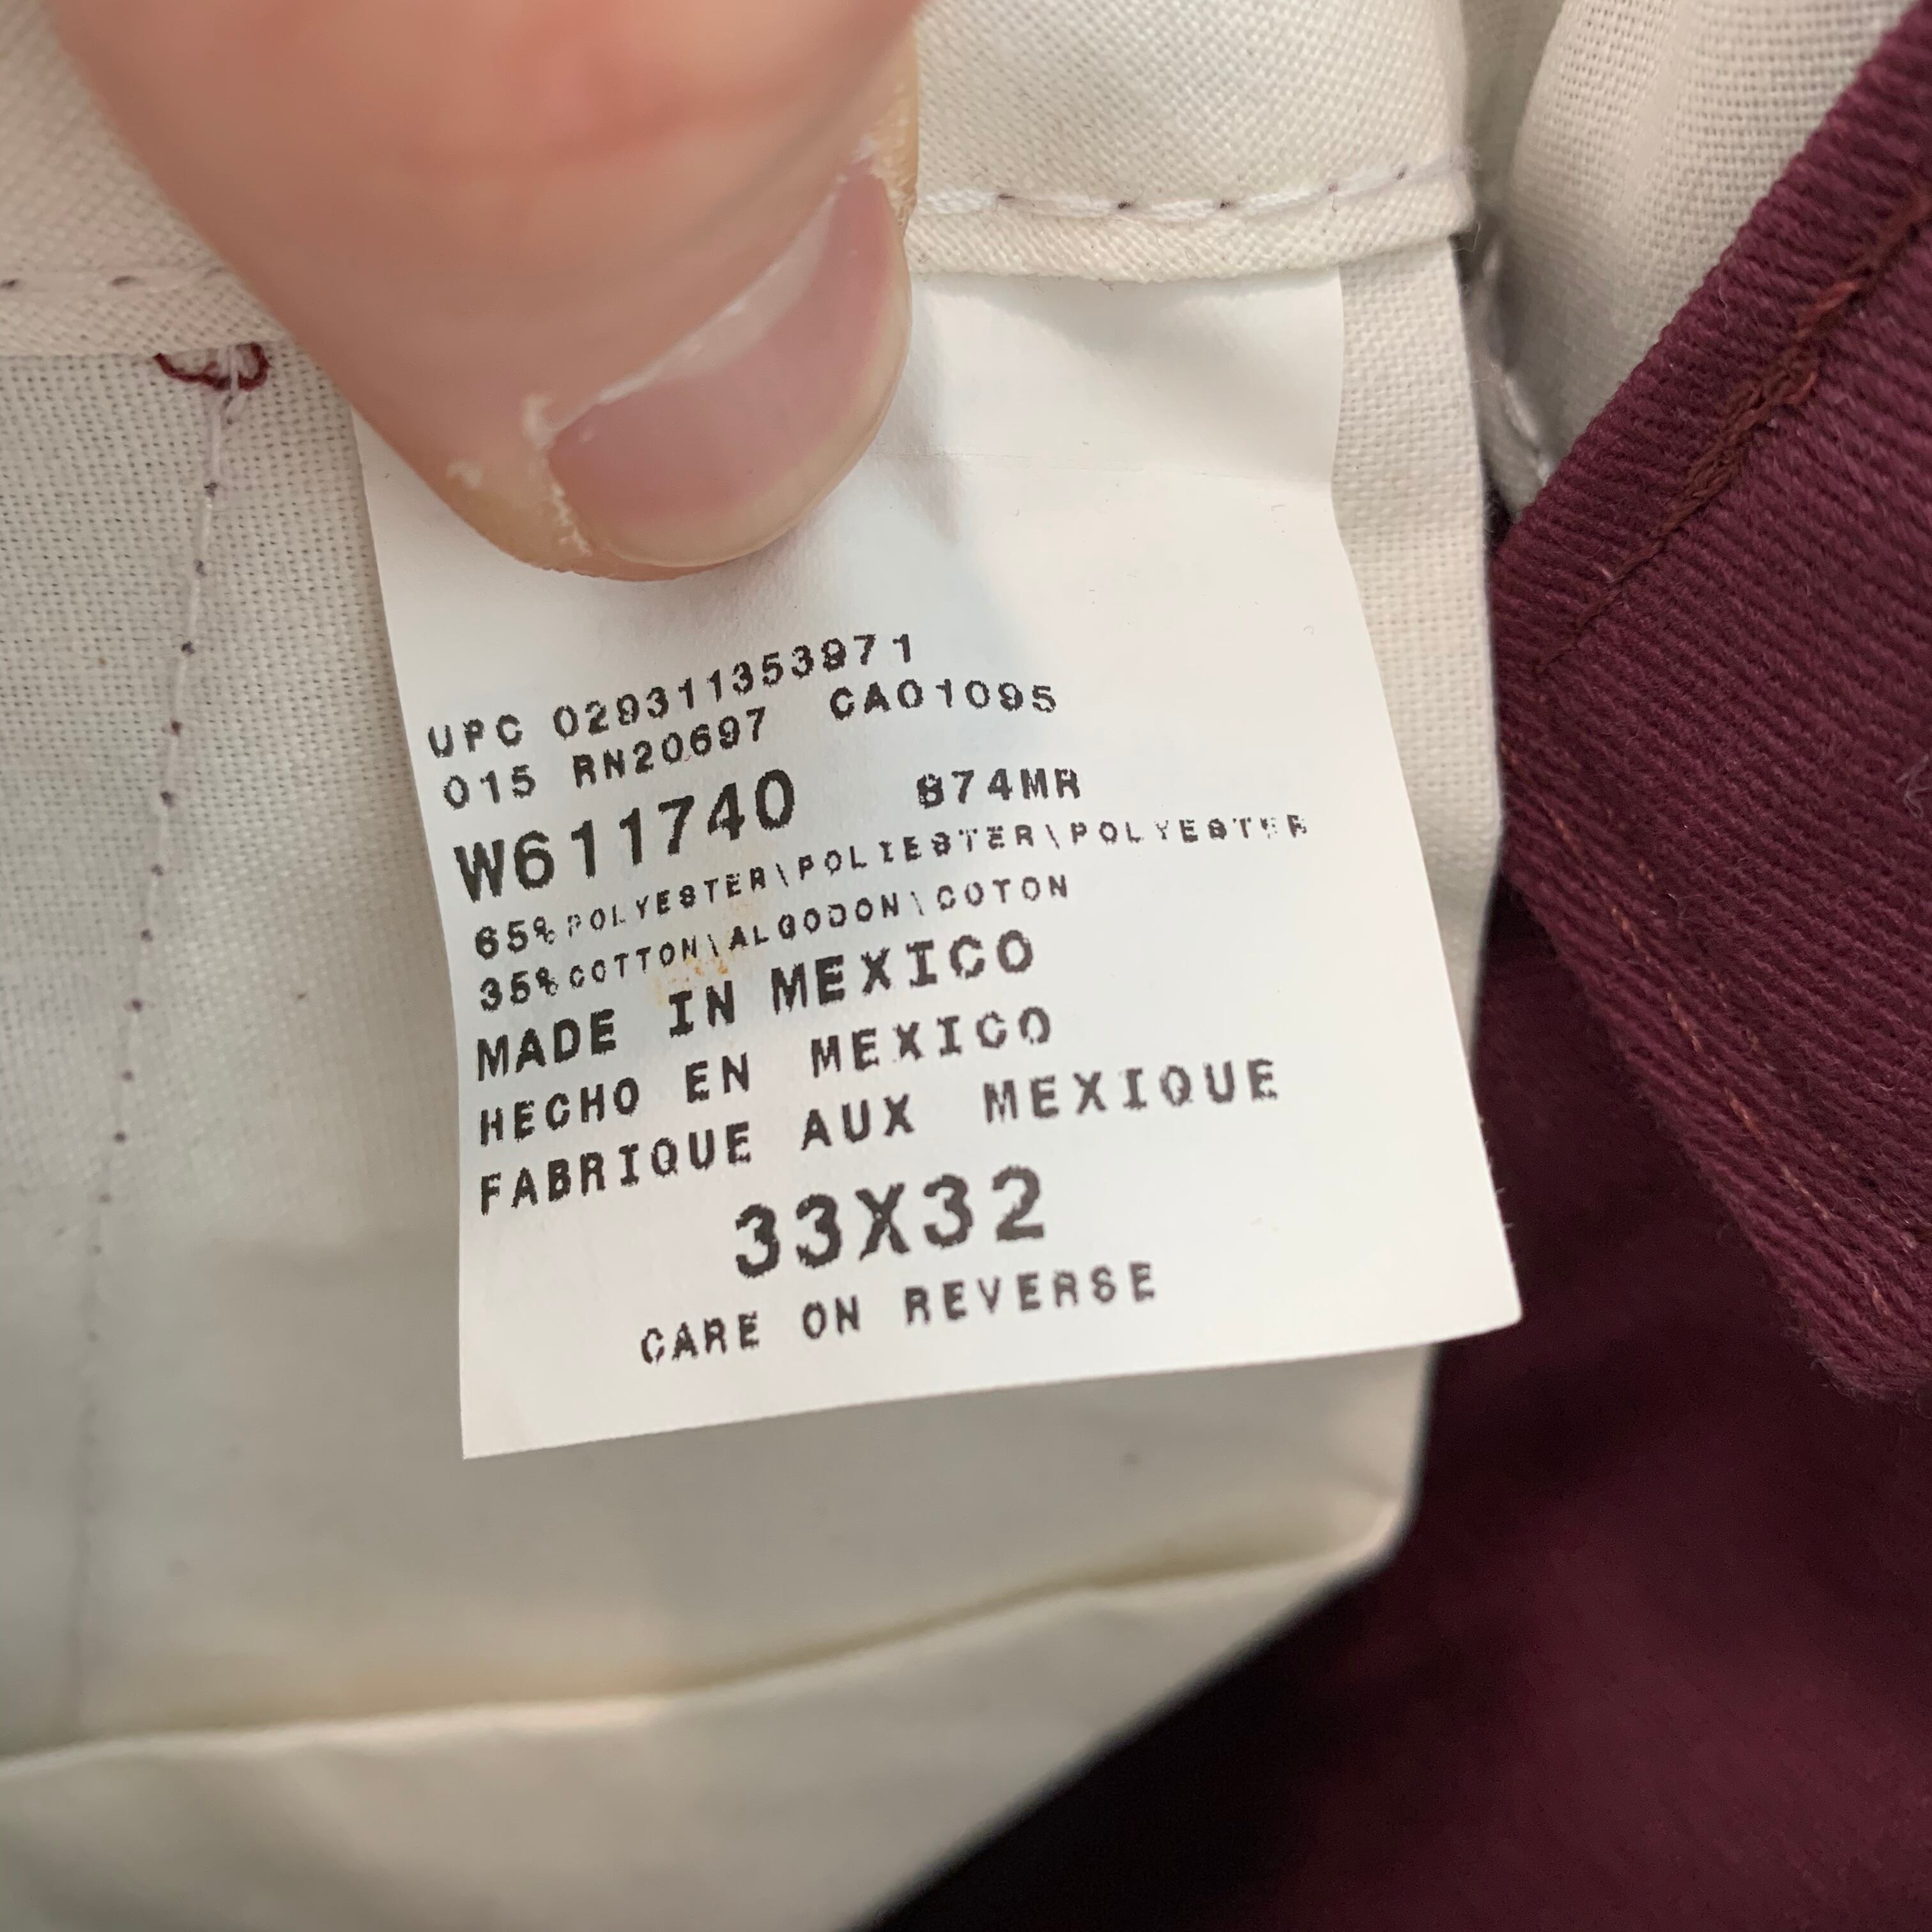 UPC 029311353971
015 RN20697 CA01095
W611740 874MR
65% POLYESTER\POLIESTER\POLYESTER
35% COTTON\ALGODON\COTON
MADE IN MEXICO
HECHO EN MEXICO
FABRIQUE AUX MEXIQUE
33X32
CARE ON REVERSE